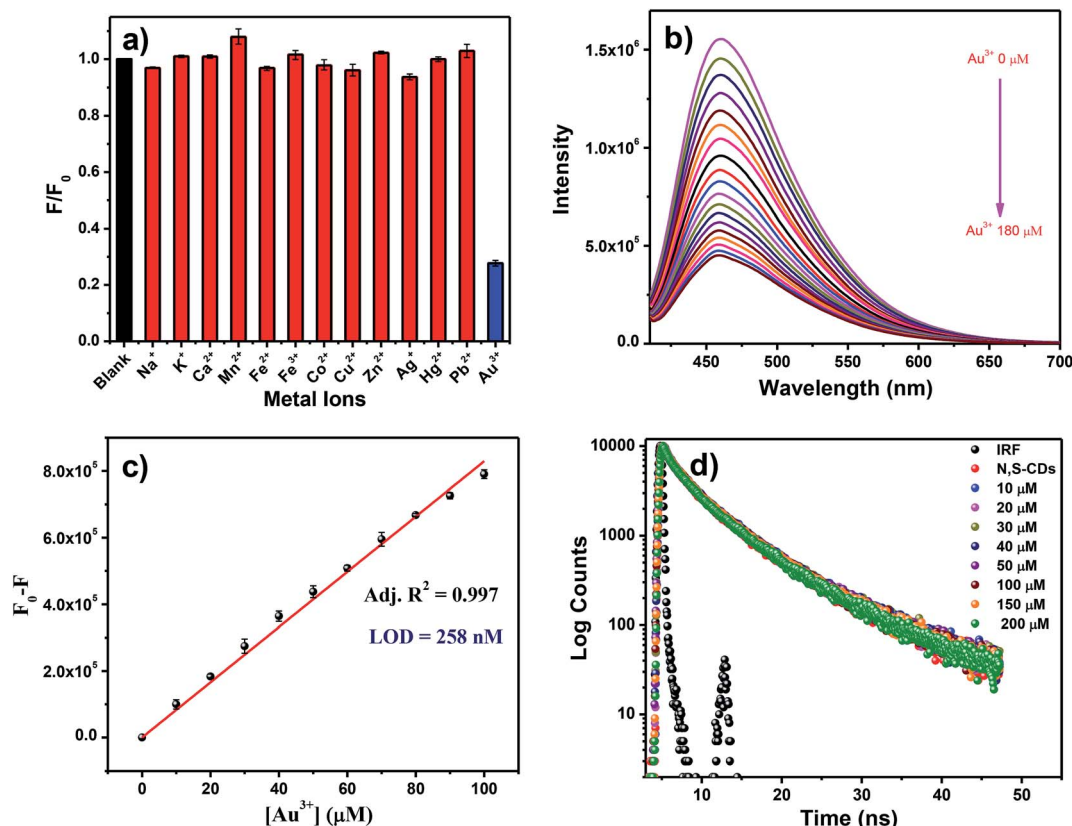 a)
F/F0
1.0
0.8
0.6
0.4
0.2
0.0
Blank
Na+
K+
Ca2+
Mn2+
Fe2+
Fe3+
Co2+
Cu2+
Zn2+
Ag+
Hg2+
Pb2+
Au3+
Metal Ions
b)
Intensity
1.5x10^6
1.0x10^6
5.0x10^5
0.0
Au3+ 0 μM
Au3+ 180 μM
450 500 550 600 650 700
Wavelength (nm)
c)
F0-F
8.0x10^5
6.0x10^5
4.0x10^5
2.0x10^5
0.0
Adj. R2 = 0.997
LOD = 258 nM
0 20 40 60 80 100
[Au3+] (μM)
d)
Log Counts
10000
1000
100
10
IRF
N,S-CDs
10 μM
20 μM
30 μM
40 μM
50 μM
100 μM
150 μM
200 μM
10 20 30 40 50
Time (ns)